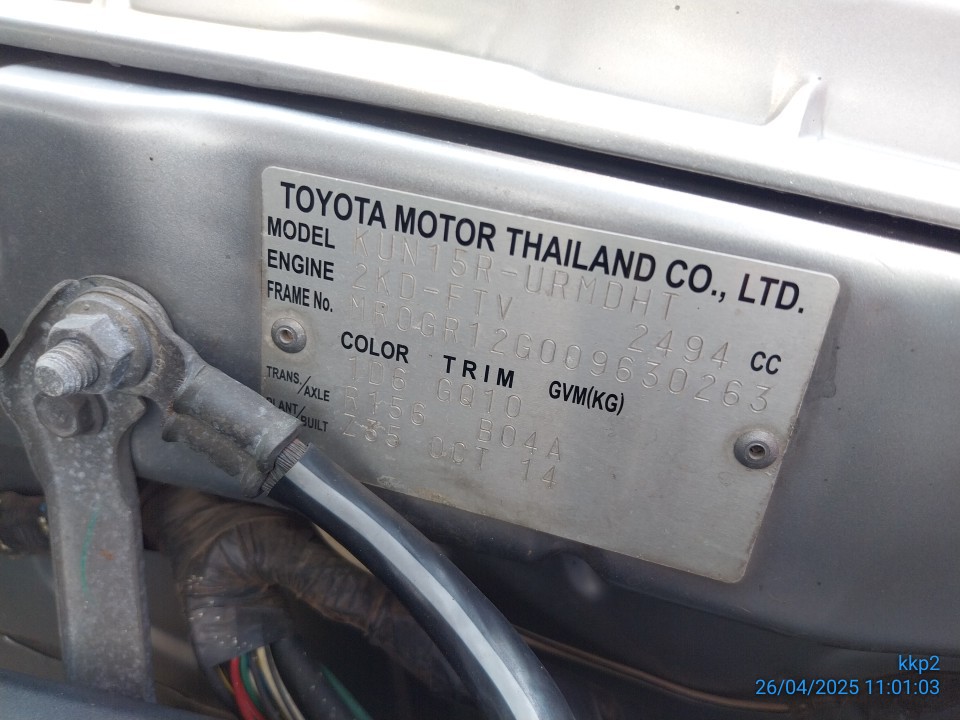 TOYOTA MOTOR THAILAND CO., LTD.
MODEL KUN15R-URMDHT
ENGINE 2KD-FTV 2494 CC
FRAME No. MR0GR12G009630263
COLOR TRIM GVM(KG)
1D6 GQ10
TRANS./AXLE R156 B04A
PLANT/BUILT Z35 OCT 14
kkp2
26/04/2025 11:01:03